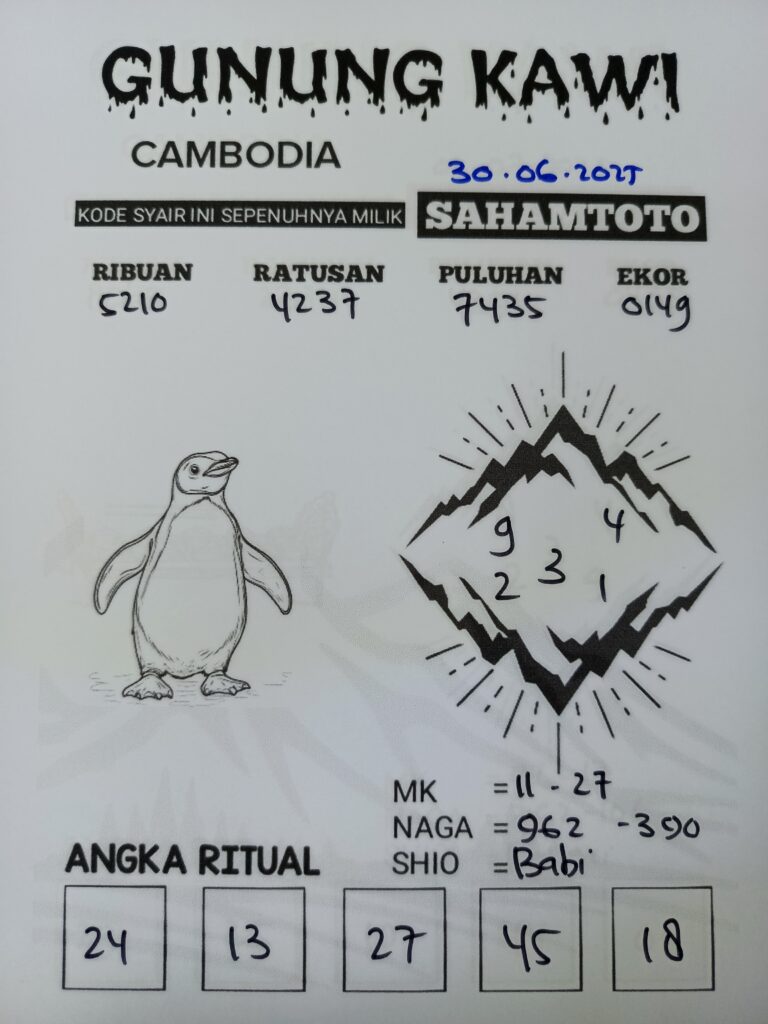 GUNUNG KAWI
CAMBODIA
30.06.2025
KODE SYAIR INI SEPENUHNYA MILIK SAHAMTOTO
RIBUAN RATUSAN PULUHAN EKOR
5210 4237 7435 0149
9 4
3
2 1
MK = 11 - 27
NAGA = 962 - 390
SHIO = Babi
ANGKA RITUAL
24 13 27 45 18